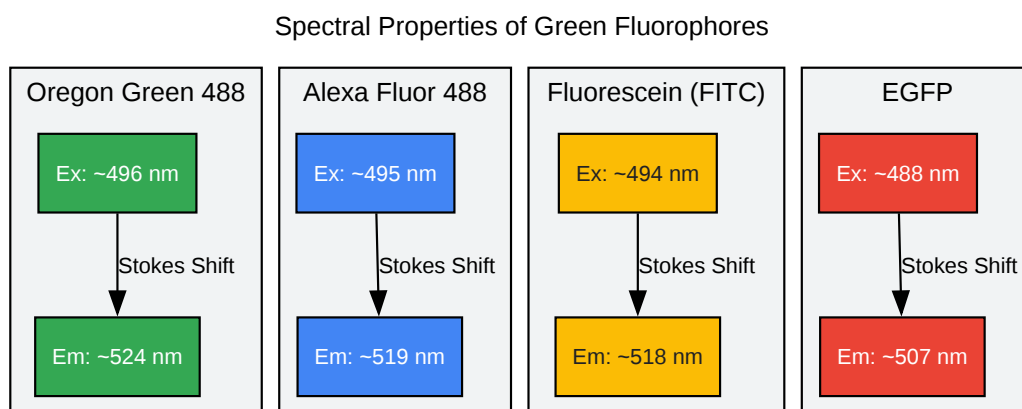 Spectral Properties of Green Fluorophores
Oregon Green 488
Ex: ~496 nm
Stokes Shift
Em: ~524 nm
Alexa Fluor 488
Ex: ~495 nm
Stokes Shift
Em: ~519 nm
Fluorescein (FITC)
Ex: ~494 nm
Stokes Shift
Em: ~518 nm
EGFP
Ex: ~488 nm
Stokes Shift
Em: ~507 nm